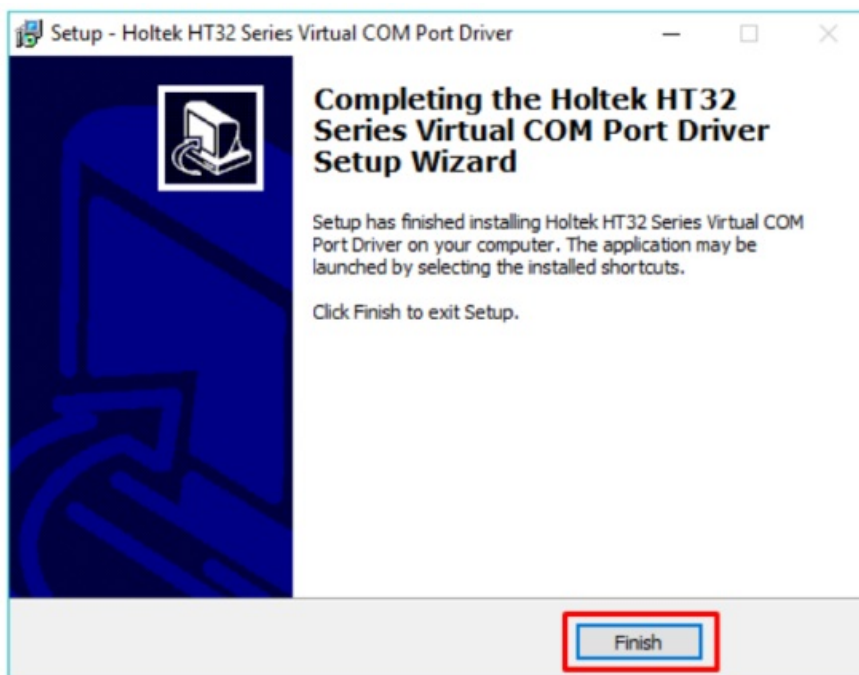 Setup - Holtek HT32 Series Virtual COM Port Driver
Completing the Holtek HT32
Series Virtual COM Port Driver
Setup Wizard
Setup has finished installing Holtek HT32 Series Virtual COM
Port Driver on your computer. The application may be
launched by selecting the installed shortcuts.
Click Finish to exit Setup.
Finish